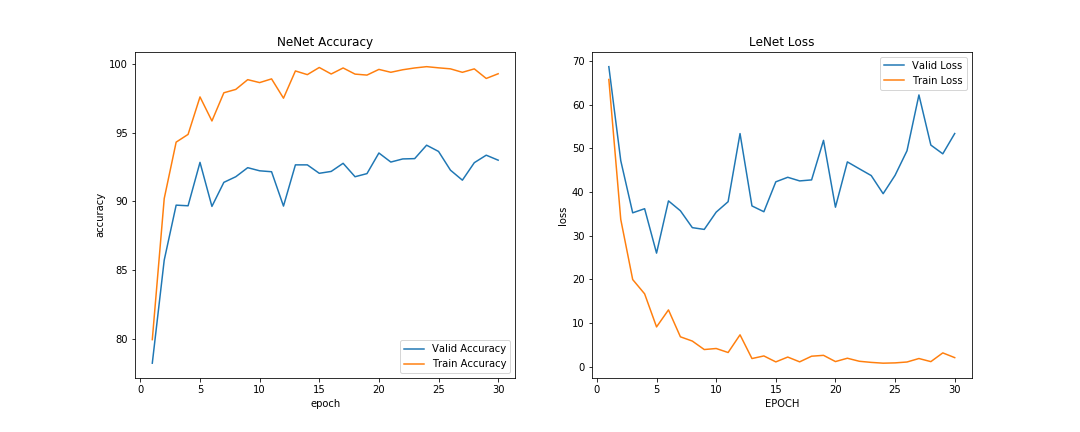 NeNet Accuracy
100
95
90
85
80
accuracy
0 5 10 15 20 25 30
epoch
Valid Accuracy
Train Accuracy
LeNet Loss
70
60
50
40
30
20
10
0
loss
0 5 10 15 20 25 30
EPOCH
Valid Loss
Train Loss